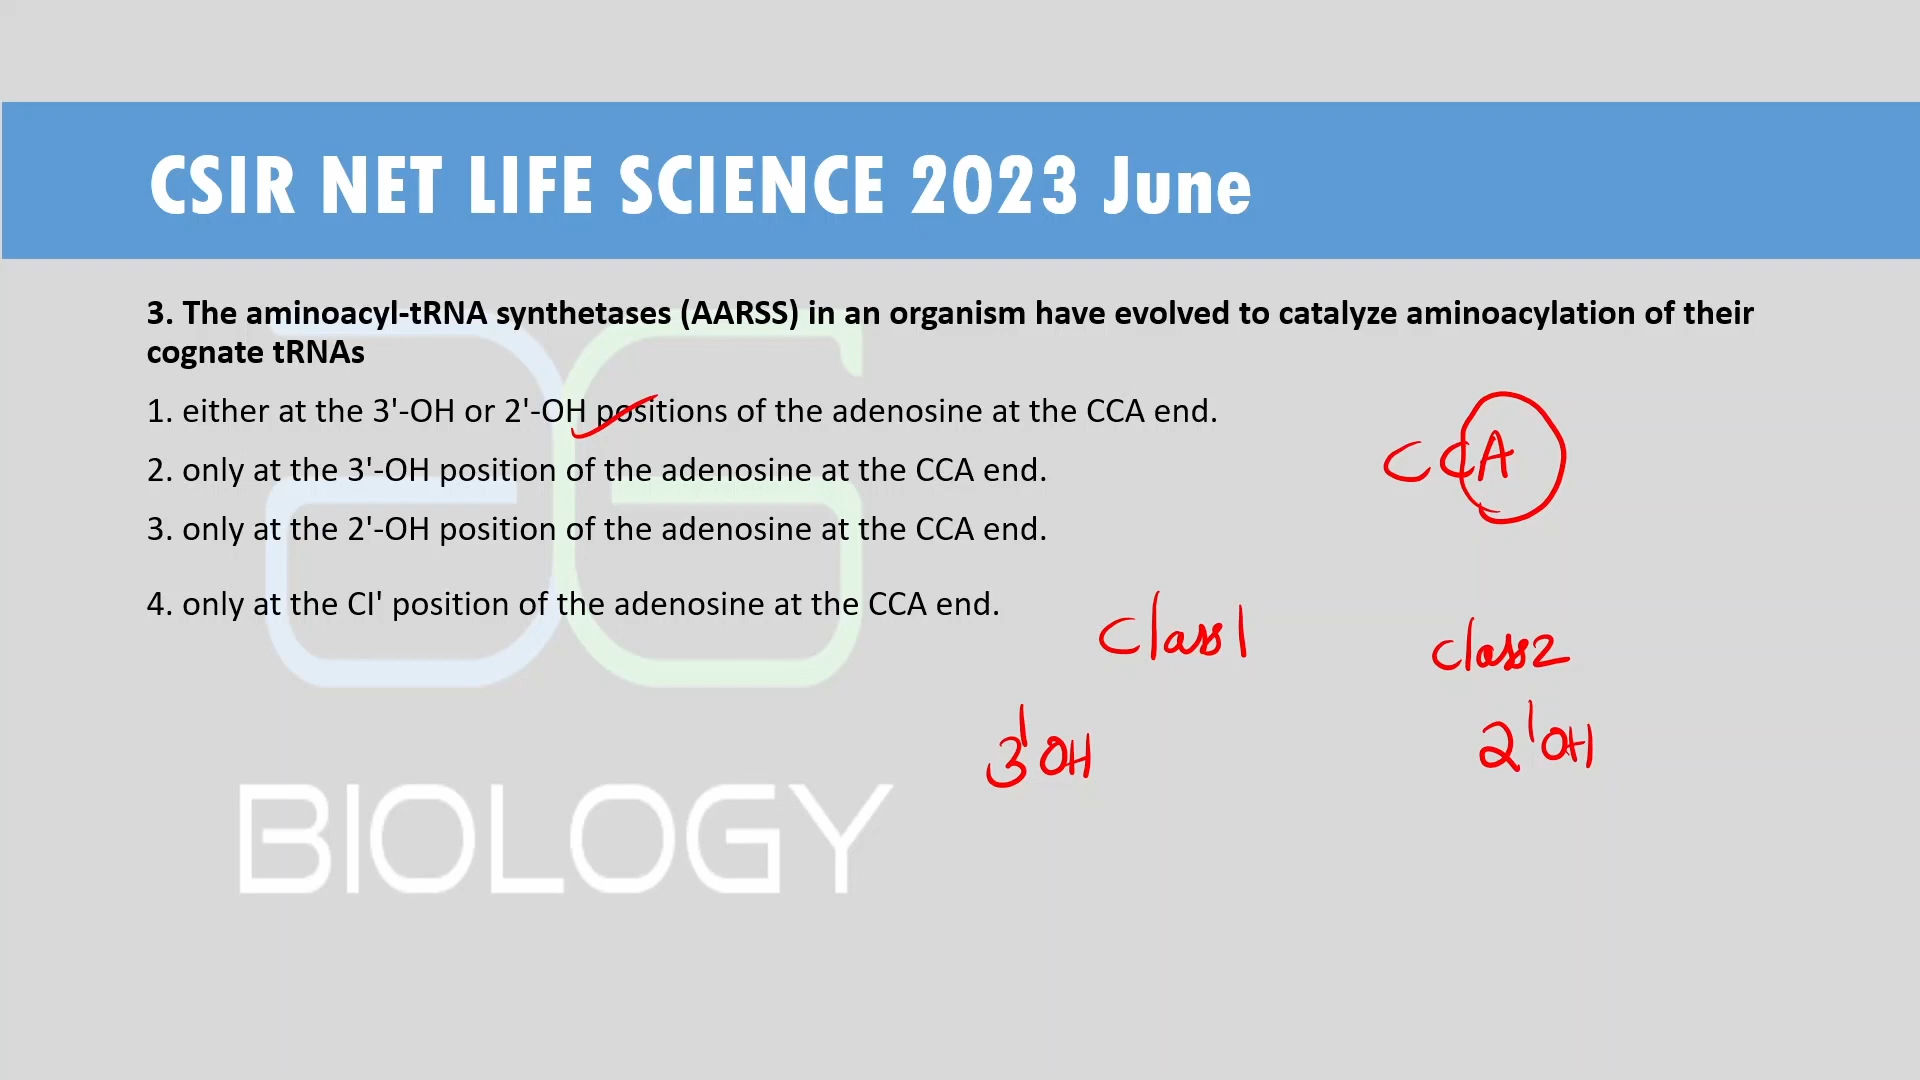 CSIR NET LIFE SCIENCE 2023 June
3. The aminoacyl-tRNA synthetases (AARSS) in an organism have evolved to catalyze aminoacylation of their
cognate tRNAs
1. either at the 3'-OH or 2'-OH positions of the adenosine at the CCA end.
2. only at the 3'-OH position of the adenosine at the CCA end.
3. only at the 2'-OH position of the adenosine at the CCA end.
4. only at the CI' position of the adenosine at the CCA end.
CCA
Class 1
Class 2
3'OH
2'OH
BIOLOGY